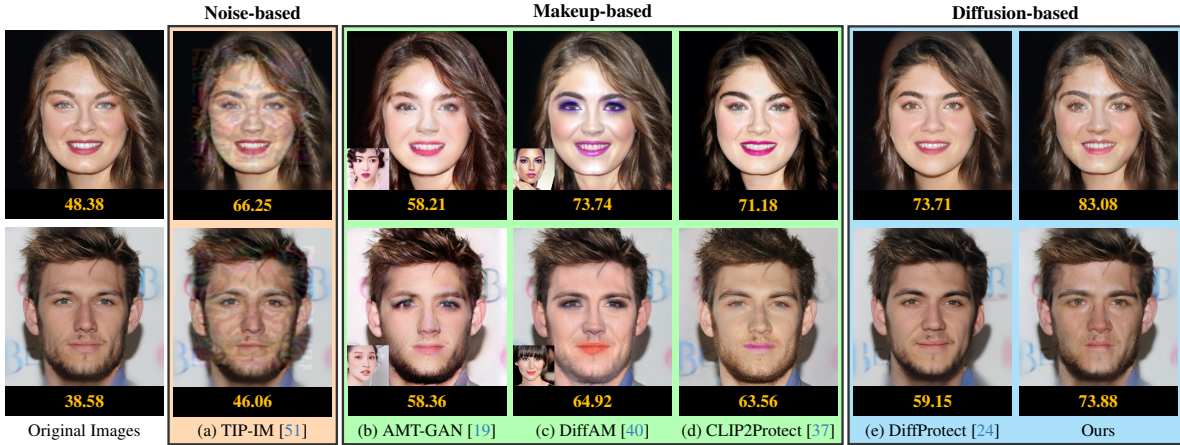 Noise-based Makeup-based Diffusion-based
48.38 66.25 58.21 73.74 71.18 73.71 83.08
38.58 46.06 58.36 64.92 63.56 59.15 73.88
Original Images (a) TIP-IM [51] (b) AMT-GAN [19] (c) DiffAM [40] (d) CLIP2Protect [37] (e) DiffProtect [24] Ours